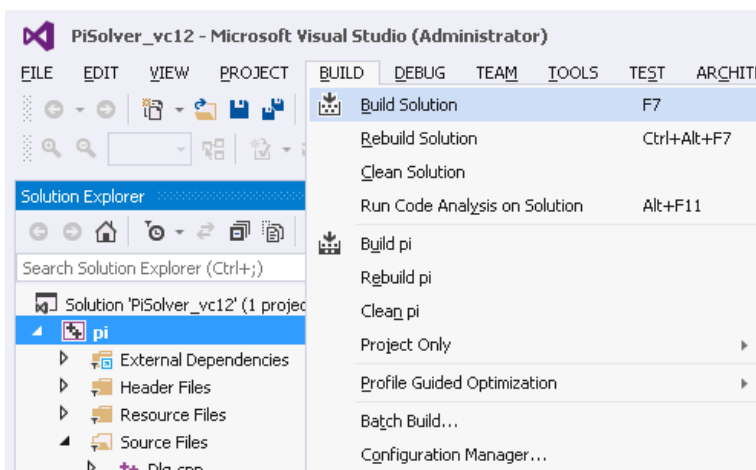 PiSolver_vc12 - Microsoft Visual Studio (Administrator)
FILE EDIT VIEW PROJECT BUILD DEBUG TEAM TOOLS TEST ARCHIT
Build Solution F7
Rebuild Solution Ctrl+Alt+F7
Clean Solution
Run Code Analysis on Solution Alt+F11
Build pi
Rebuild pi
Clean pi
Project Only
Profile Guided Optimization
Batch Build...
Configuration Manager...
Solution Explorer
Search Solution Explorer (Ctrl+;)
Solution 'PiSolver_vc12' (1 projec
pi
External Dependencies
Header Files
Resource Files
Source Files
Dlg.cpp